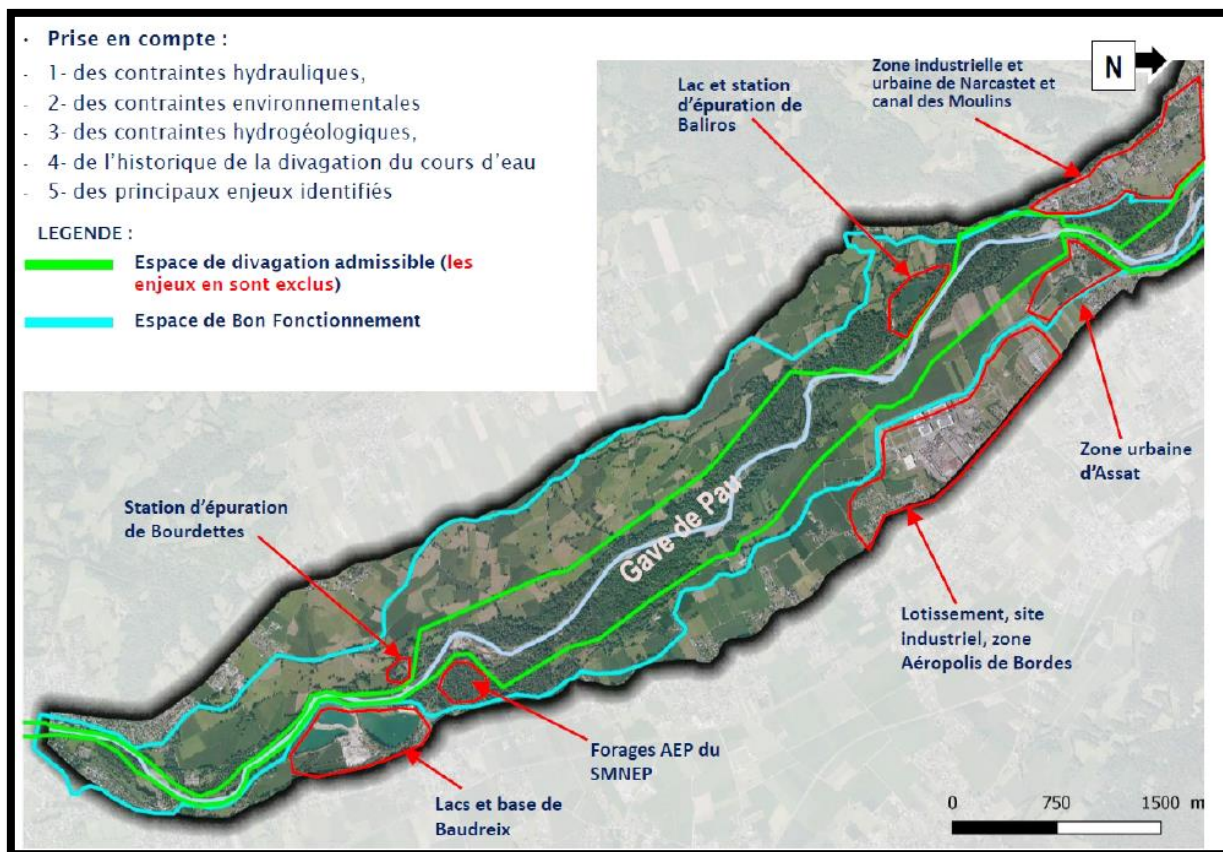 · Prise en compte :
- 1- des contraintes hydrauliques,
- 2- des contraintes environnementales
- 3- des contraintes hydrogéologiques,
- 4- de l'historique de la divagation du cours d'eau
- 5- des principaux enjeux identifiés
LEGENDE :
Espace de divagation admissible (les
enjeux en sont exclus)
Espace de Bon Fonctionnement
Lac et station
d'épuration de
Baliros
Zone industrielle et
urbaine de Narcastet et
canal des Moulins
N
Zone urbaine
d'Assat
Station d'épuration
de Bourdettes
Gave de Pau
Lotissement, site
industriel, zone
Aéropolis de Bordes
Forages AEP du
SMNEP
Lacs et base de
Baudreix
0 750 1500 m